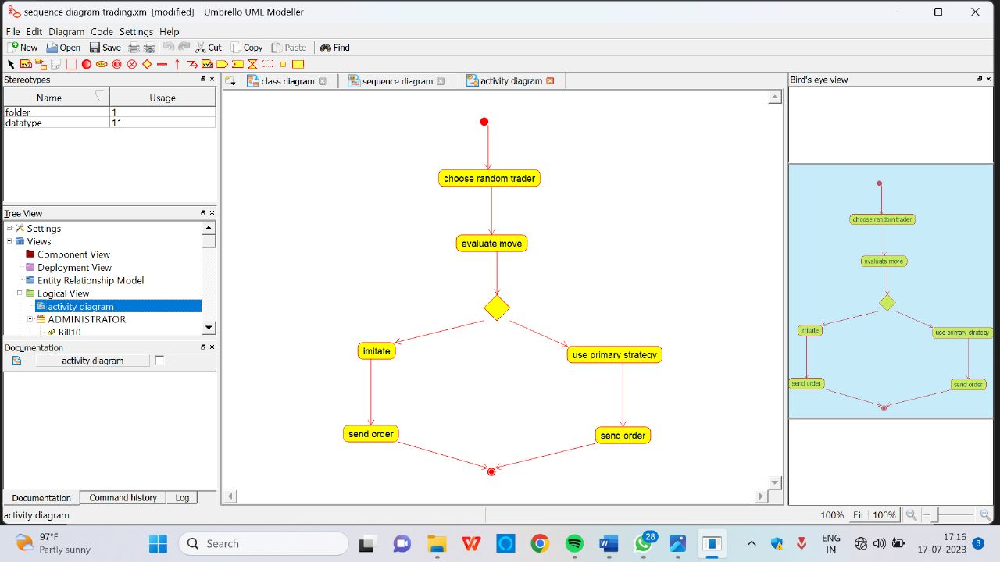 sequence diagram trading.xmi [modified] – Umbrello UML Modeller
File Edit Diagram Code Settings Help
New Open Save Cut Copy Paste Find
Stereotypes
Name Usage
folder 1
datatype 11
Tree View
Settings
Views
Component View
Deployment View
Entity Relationship Model
Logical View
activity diagram
ADMINISTRATOR
Bill10
Documentation
activity diagram
Documentation Command history Log
class diagram sequence diagram activity diagram
choose random trader
evaluate move
imitate
use primary strategy
send order
send order
Bird's eye view
choose random trader
evaluate move
imitate
use primary strategy
send order
send order
activity diagram
100% Fit 100%
97°F
Partly sunny
Search
28
ENG
IN
17:16
17-07-2023
3